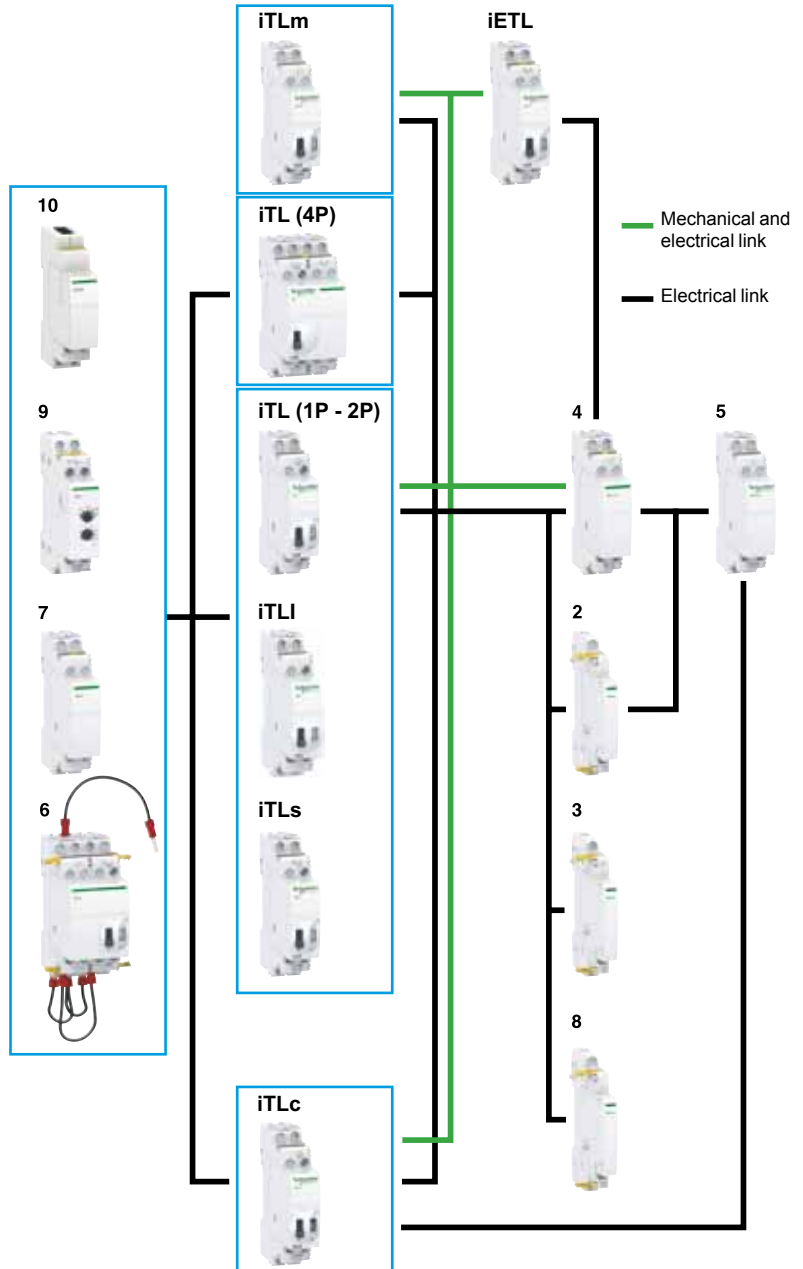 iTLm
iETL
10
iTL (4P)
Mechanical and
electrical link
Electrical link
9
iTL (1P - 2P)
4
5
7
iTLI
2
6
iTLs
3
8
iTLc